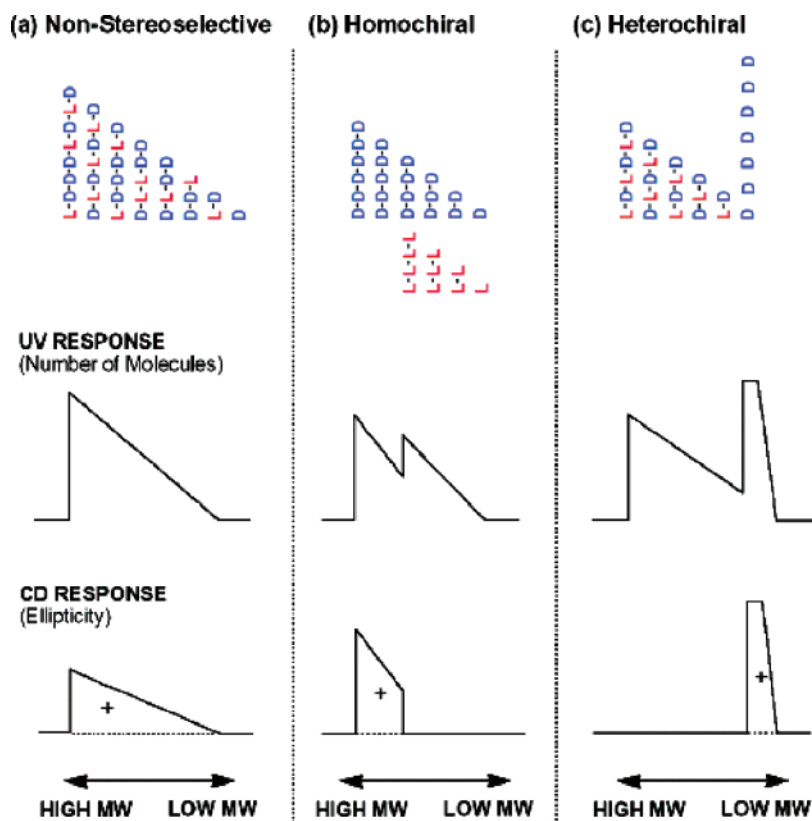 (a) Non-Stereoselective
(b) Homochiral
(c) Heterochiral
D-D-D-D-D-D
D-D-D-D-D
D-D-D-D
D-D-D
D-D
D
L-L-L-L
L-L-L
L-L
L
L-D-L-D-L-D
D-L-D-L-D
L-D-L-D
D-L-D
L-D
D
D
D
D
D
D
D
UV RESPONSE
(Number of Molecules)
CD RESPONSE
(Ellipticity)
+
+
+
HIGH MW
LOW MW
HIGH MW
LOW MW
HIGH MW
LOW MW